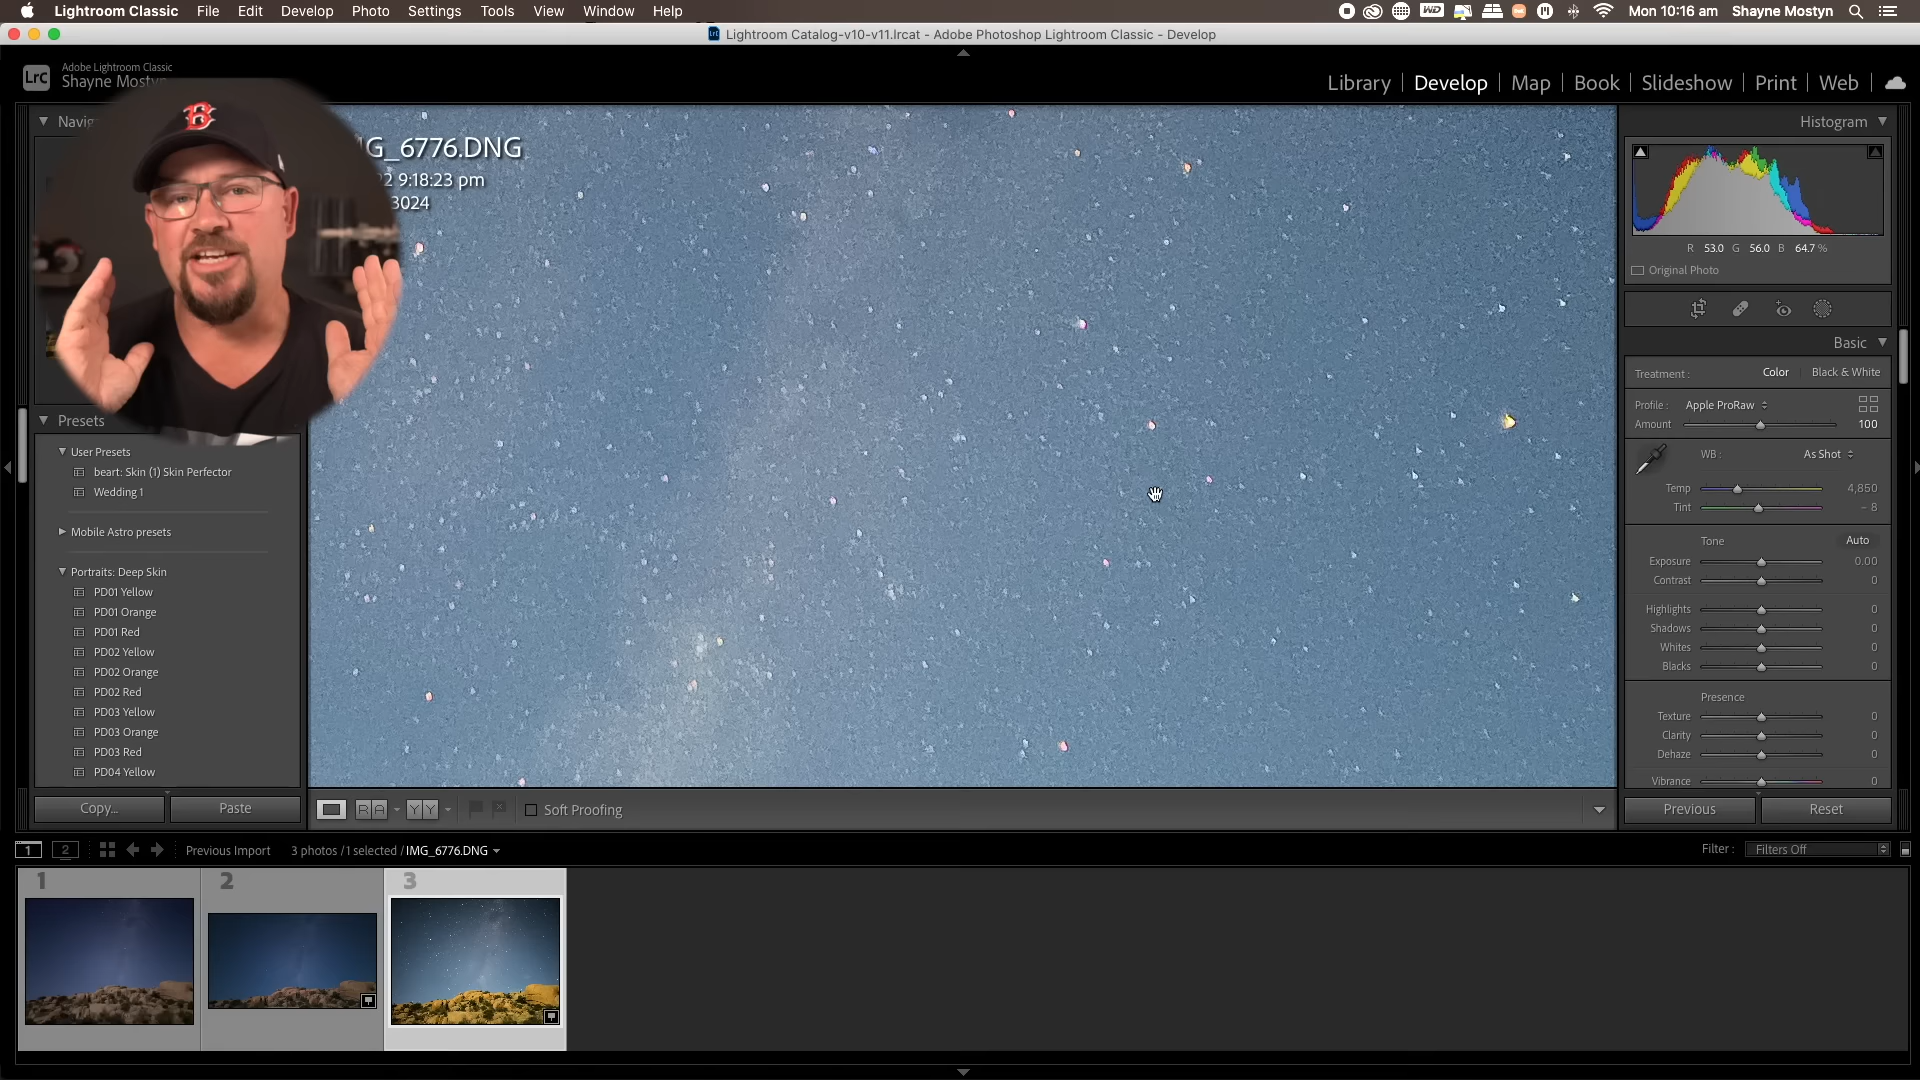 Lightroom Classic File Edit Develop Photo Settings Tools View Window Help WD Mon 10:16 am Shayne Mostyn
Lrc Lightroom Catalog-v10-v11.lrcat - Adobe Photoshop Lightroom Classic - Develop
LrC Adobe Lightroom Classic
Shayne Mostyn
Library | Develop | Map | Book | Slideshow | Print | Web
B
G_6776.DNG
2 9:18:23 pm
3024
Presets
User Presets
beart: Skin (1) Skin Perfector
Wedding 1
Mobile Astro presets
Portraits: Deep Skin
PD01 Yellow
PD01 Orange
PD01 Red
PD02 Yellow
PD02 Orange
PD02 Red
PD03 Yellow
PD03 Orange
PD03 Red
PD04 Yellow
Copy... Paste
Histogram
R 53.0 G 56.0 B 64.7 %
Original Photo
Basic
Treatment : Color Black & White
Profile : Apple ProRaw
Amount 100
WB : As Shot
Temp 4,850
Tint - 8
Tone Auto
Exposure 0.00
Contrast 0
Highlights 0
Shadows 0
Whites 0
Blacks 0
Presence
Texture 0
Clarity 0
Dehaze 0
Vibrance 0
Previous Reset
R A Y Y Soft Proofing
1 2 Previous Import 3 photos / 1 selected / IMG_6776.DNG
Filter : Filters Off
1 2 3